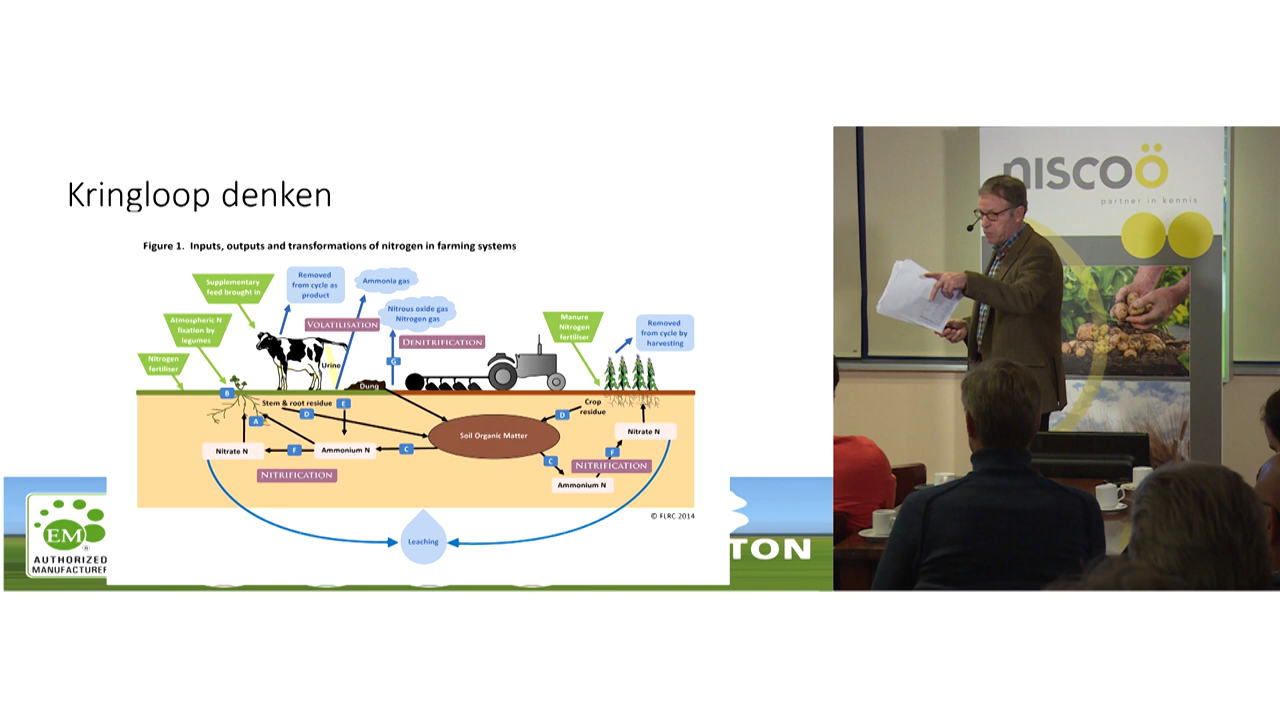 Kringloop denken
Figure 1. Inputs, outputs and transformations of nitrogen in farming systems
Supplementary
feed brought in
Removed
from cycle as
product
Ammonia gas
Nitrous oxide gas
Nitrogen gas
Atmospheric N
fixation by
legumes
VOLATILISATION
DENITRIFICATION
Manure
Nitrogen
fertiliser
Removed
from cycle by
harvesting
Nitrogen
fertiliser
Urine
G
Dung
B
Stem & root residue
E
D
A
Crop
residue
D
Soil Organic Matter
Nitrate N
Nitrate N
F
Ammonium N
C
F
C
NITRIFICATION
NITRIFICATION
Ammonium N
© FLRC 2014
Leaching
EM
®
AUTHORIZED
MANUFACTURER
TON
NISCOÖ
partner in kennis